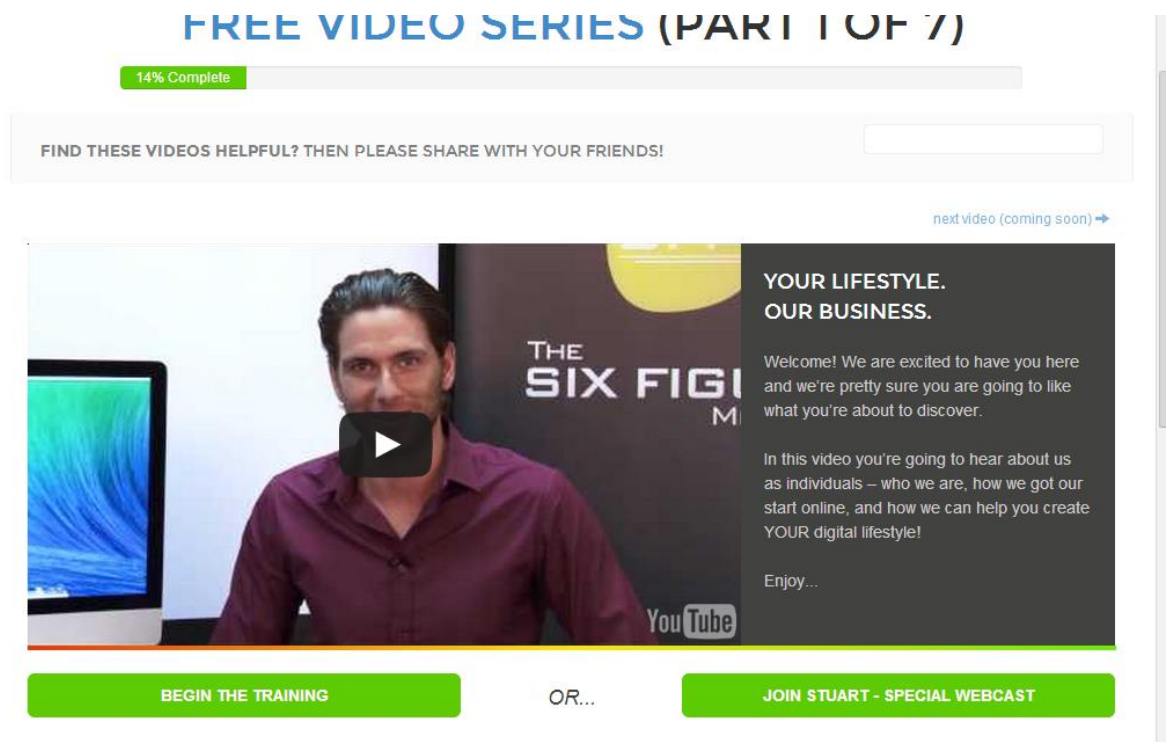 FREE VIDEO SERIES (PART 1 OF 7)
14% Complete
FIND THESE VIDEOS HELPFUL? THEN PLEASE SHARE WITH YOUR FRIENDS!
next video (coming soon)
THE
SIX FIGU
M
YouTube
YOUR LIFESTYLE.
OUR BUSINESS.
Welcome! We are excited to have you here
and we're pretty sure you are going to like
what you're about to discover.
In this video you're going to hear about us
as individuals – who we are, how we got our
start online, and how we can help you create
YOUR digital lifestyle!
Enjoy...
BEGIN THE TRAINING
OR...
JOIN STUART - SPECIAL WEBCAST